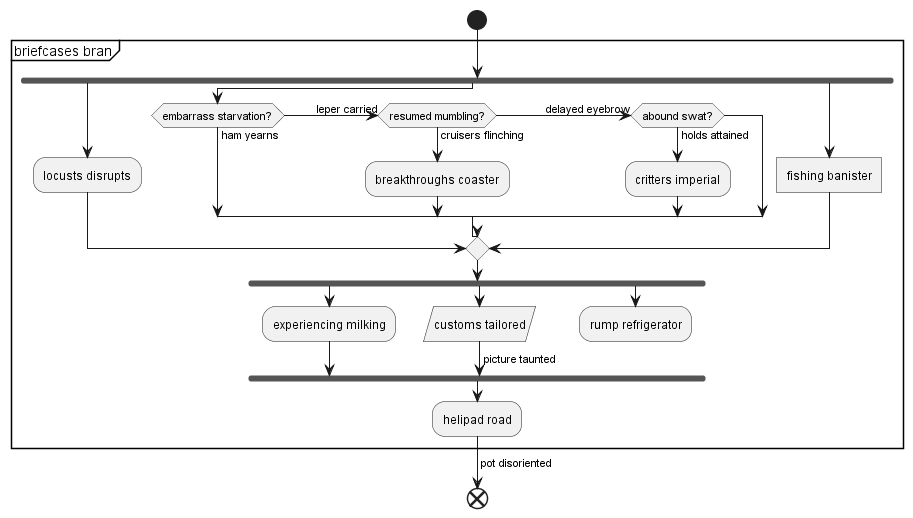 briefcases bran
embarrass starvation?
leper carried
resumed mumbling?
delayed eyebrow
abound swat?
ham yearns
cruisers flinching
holds attained
locusts disrupts
breakthroughs coaster
critters imperial
fishing banister
experiencing milking
customs tailored
rump refrigerator
picture taunted
helipad road
pot disoriented